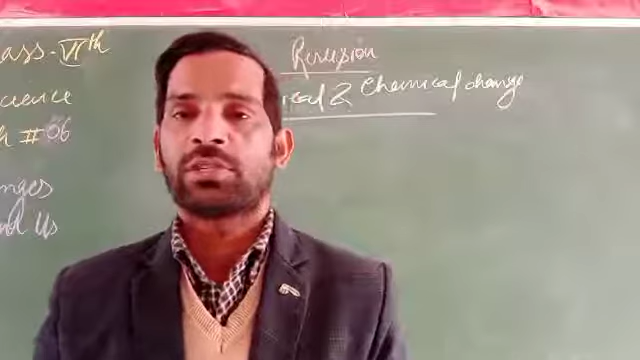 ass - VIth
cience
h # 06
nges
nd Us
Revision
ical & Chemical change